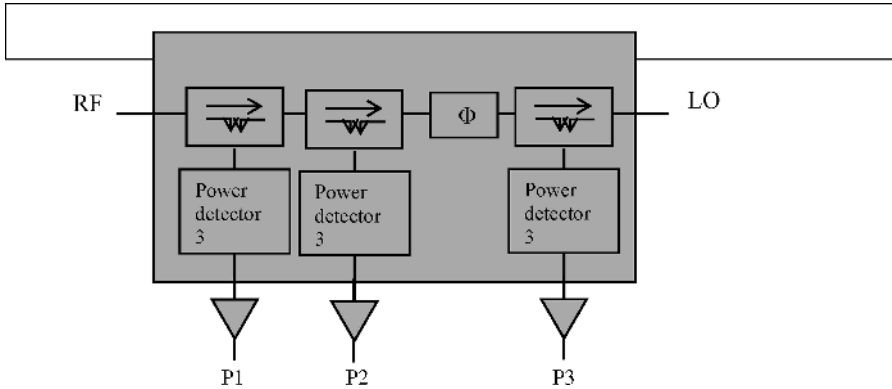 RF
LO
Φ
Power
detector
3
Power
detector
3
Power
detector
3
P1
P2
P3